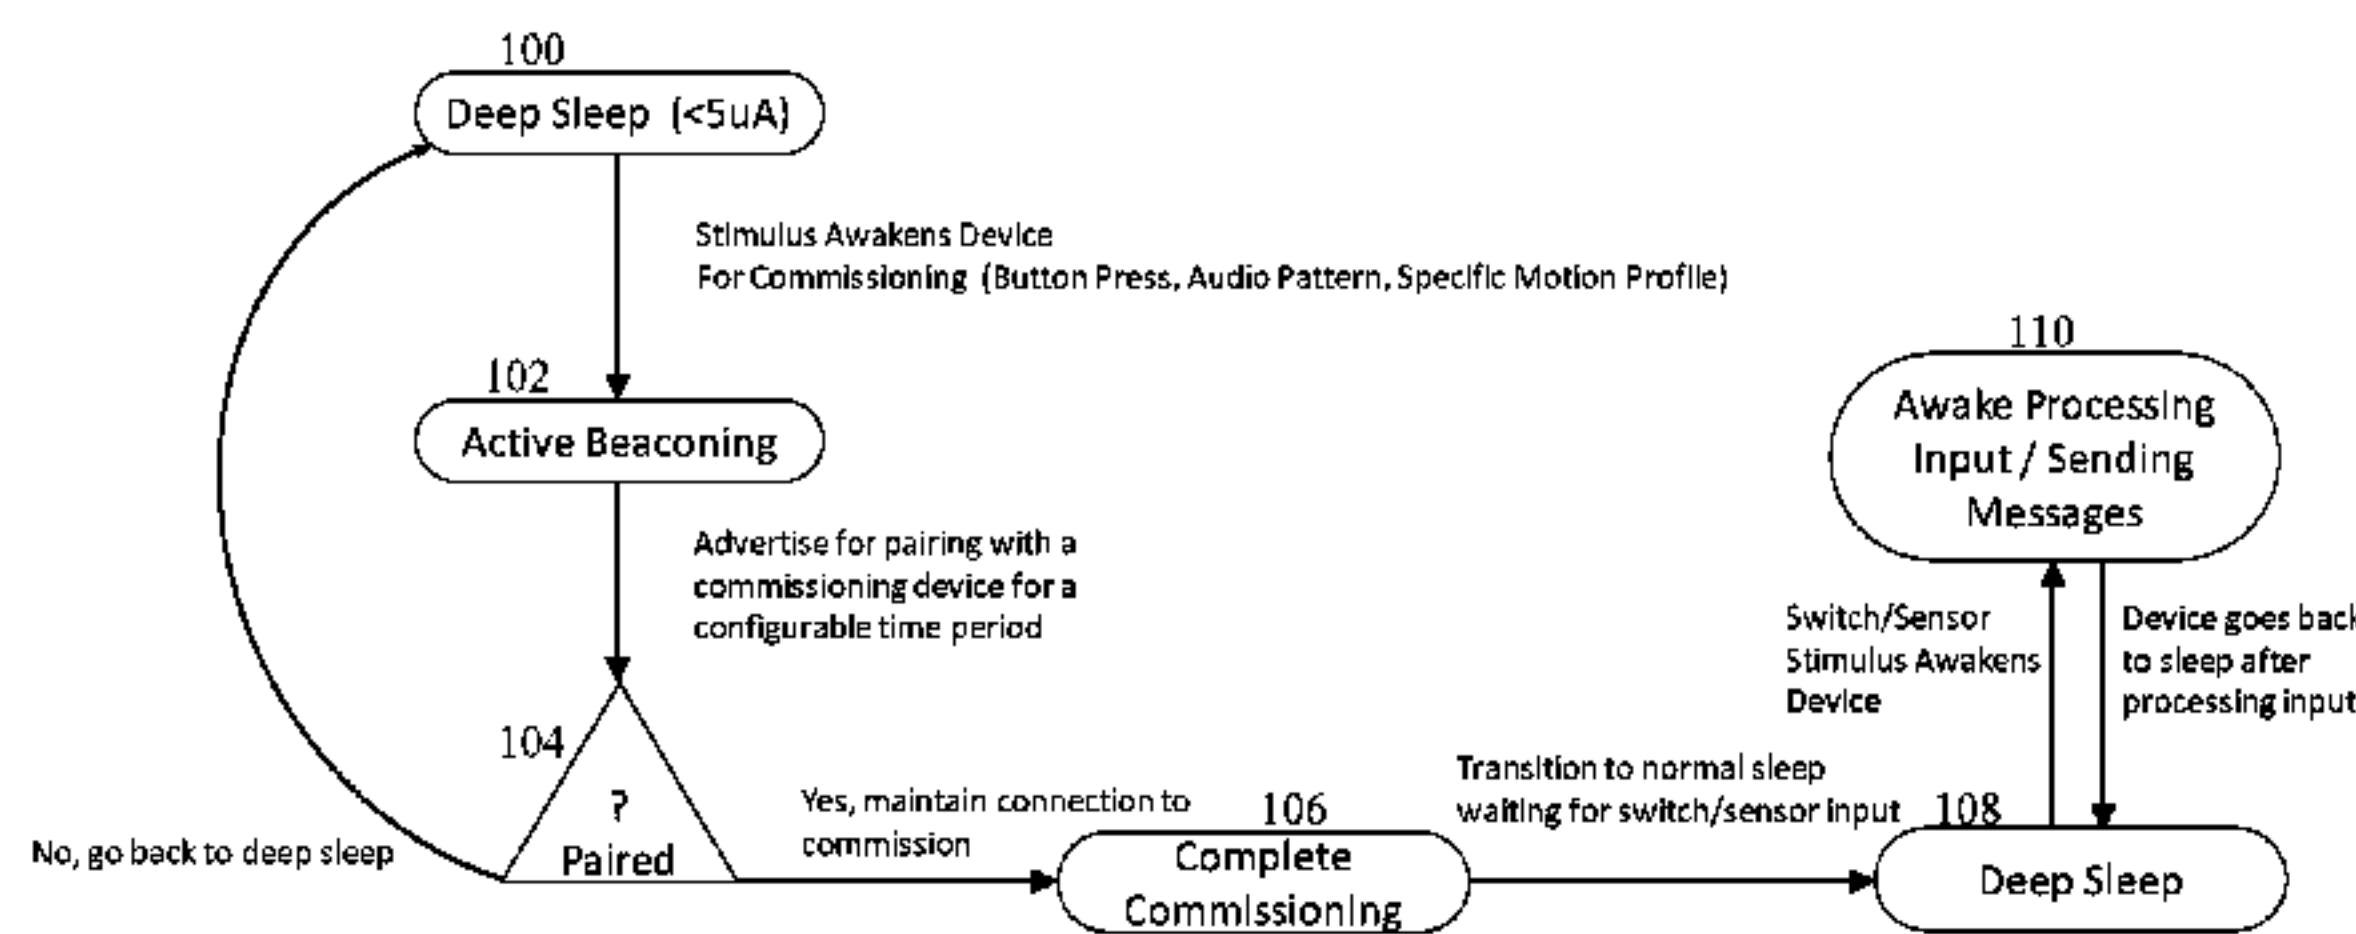 100
Deep Sleep (<5uA)
Stimulus Awakens Device
For Commissioning (Button Press, Audio Pattern, Specific Motion Profile)
102
Active Beaconing
Advertise for pairing with a
commissioning device for a
configurable time period
104
?
Paired
No, go back to deep sleep
Yes, maintain connection to
commission
106
Complete
Commissioning
Transition to normal sleep
waiting for switch/sensor input
108
Deep Sleep
Switch/Sensor
Stimulus Awakens
Device
Device goes back
to sleep after
processing input
110
Awake Processing
Input / Sending
Messages